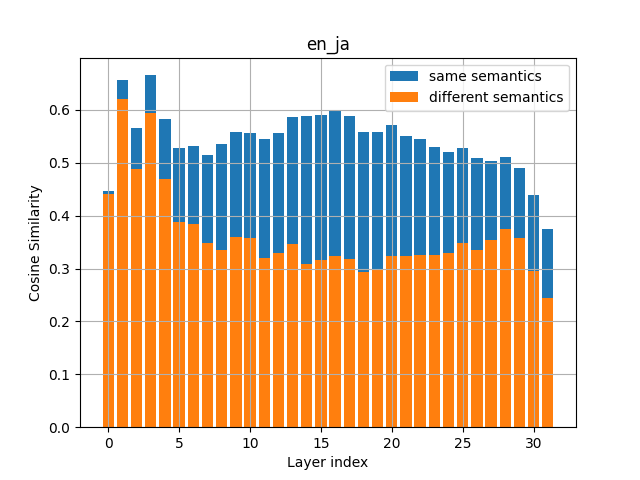 en_ja
same semantics
different semantics
Cosine Similarity
0.6
0.5
0.4
0.3
0.2
0.1
0.0
0 5 10 15 20 25 30
Layer index